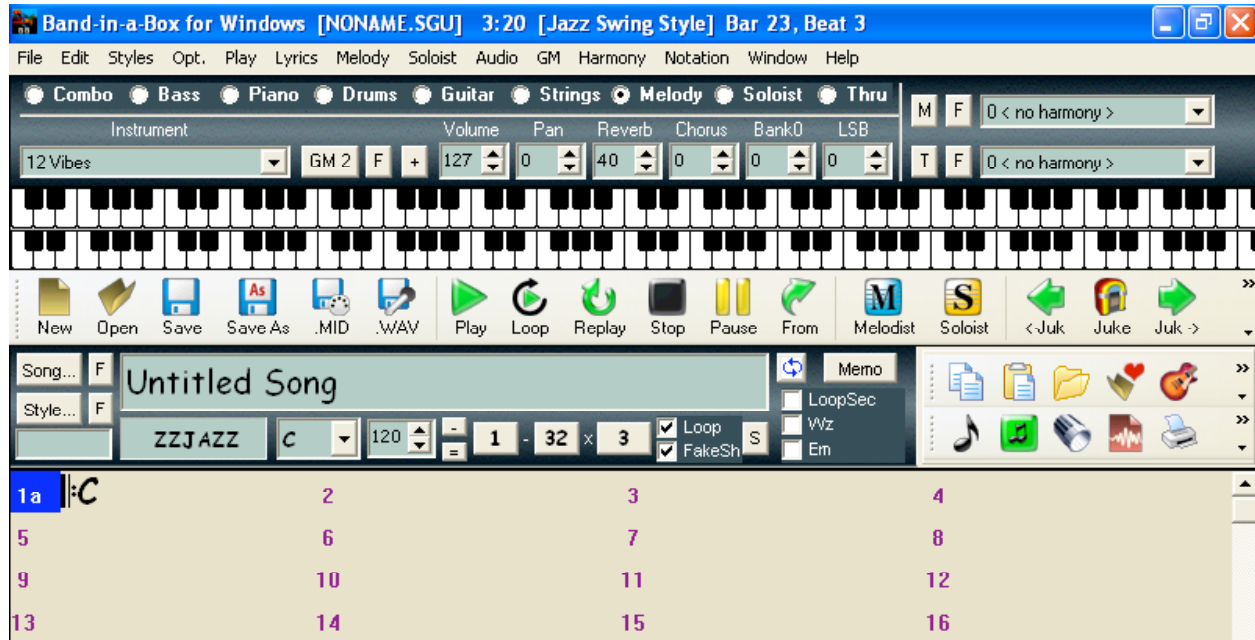 Band-in-a-Box for Windows [NONAME.SGU] 3:20 [Jazz Swing Style] Bar 23, Beat 3
File Edit Styles Opt. Play Lyrics Melody Soloist Audio GM Harmony Notation Window Help
Combo Bass Piano Drums Guitar Strings Melody Soloist Thru
M F 0 < no harmony >
Instrument Volume Pan Reverb Chorus Bank0 LSB
12 Vibes GM 2 F + 127 0 40 0 0 0 T F 0 < no harmony >
As M S
New Open Save Save As .MID .WAV Play Loop Replay Stop Pause From Melodist Soloist <-Juk Juke Juk ->
Song... F Untitled Song Memo
LoopSec
Style... F
ZZJAZZ C 120 - = 1 - 32 x 3 Loop S Vz
FakeSh Em
1a C 2 3 4
5 6 7 8
9 10 11 12
13 14 15 16